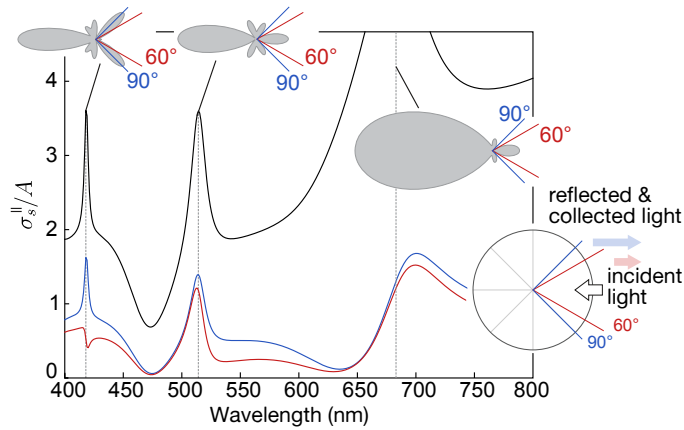 60°
90°
60°
90°
90°
60°
4
3
2
1
0
σ_s^∥/A
400 450 500 550 600 650 700 750 800
Wavelength (nm)
reflected &
collected light
incident
light
60°
90°